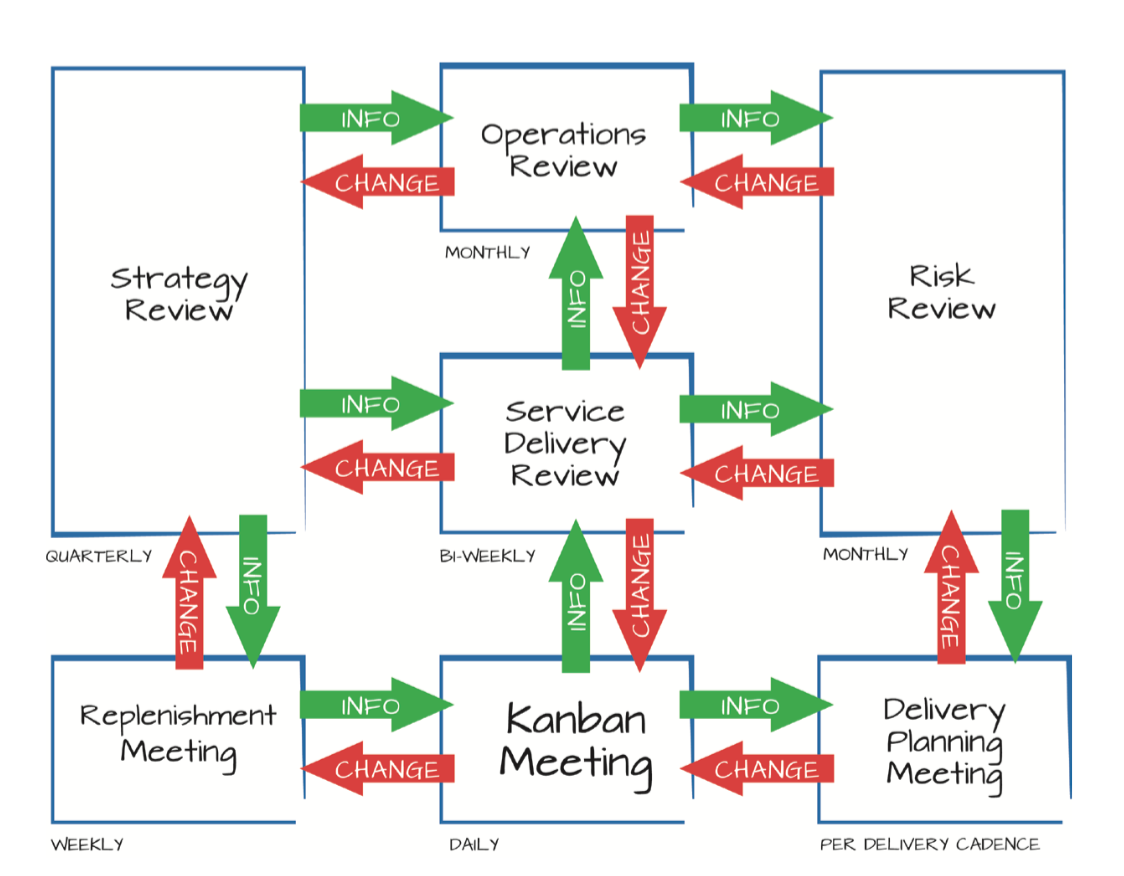 INFO
INFO
Operations
Review
CHANGE
CHANGE
MONTHLY
Strategy
Review
INFO
CHANGE
Risk
Review
INFO
INFO
Service
Delivery
Review
CHANGE
CHANGE
QUARTERLY
BI-WEEKLY
MONTHLY
CHANGE
INFO
INFO
CHANGE
CHANGE
INFO
Replenishment
Meeting
INFO
CHANGE
Kanban
Meeting
INFO
CHANGE
Delivery
Planning
Meeting
WEEKLY
DAILY
PER DELIVERY CADENCE